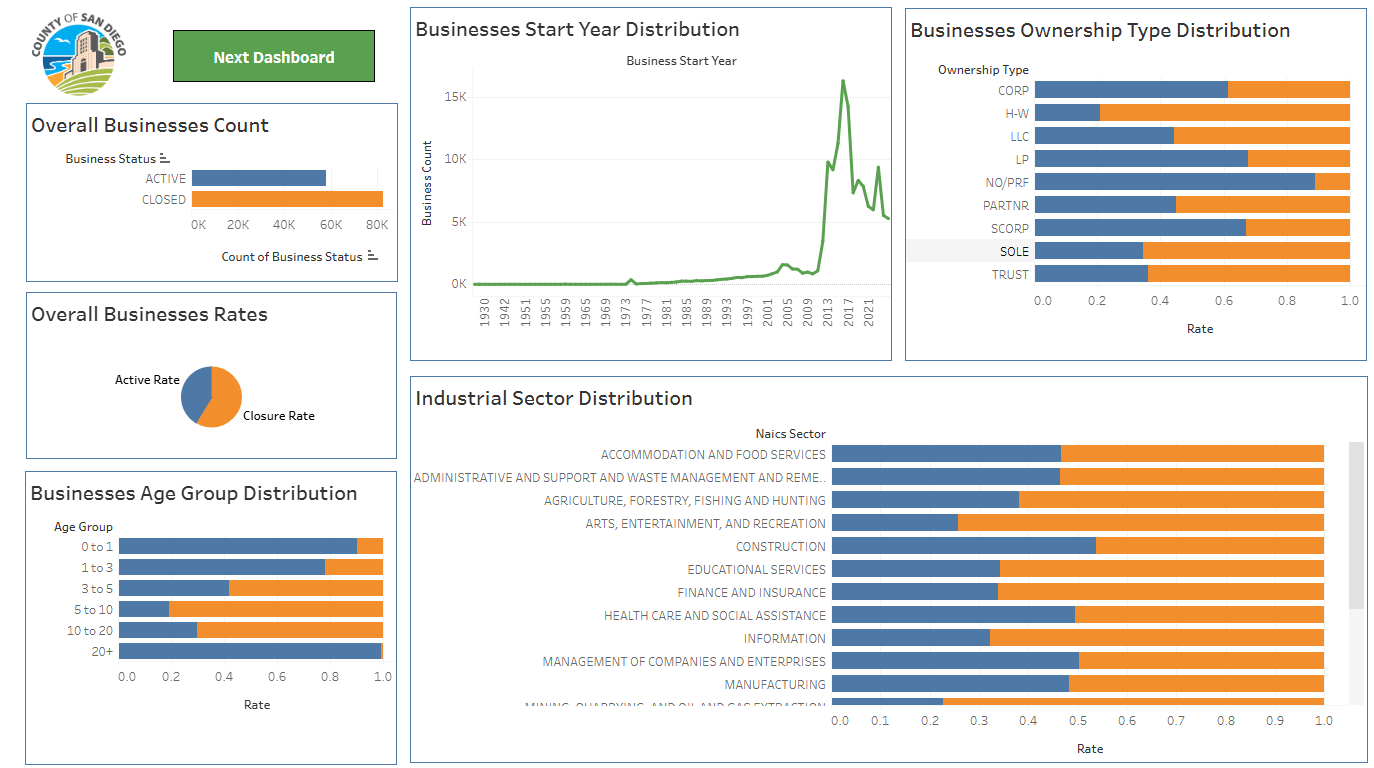 COUNTY OF SAN DIEGO
Next Dashboard
Overall Businesses Count
Business Status
ACTIVE
CLOSED
0K 20K 40K 60K 80K
Count of Business Status
Overall Businesses Rates
Active Rate
Closure Rate
Businesses Age Group Distribution
Age Group
0 to 1
1 to 3
3 to 5
5 to 10
10 to 20
20+
0.0 0.2 0.4 0.6 0.8 1.0
Rate
Businesses Start Year Distribution
Business Start Year
Business Count
15K
10K
5K
0K
1930 1942 1951 1955 1959 1965 1969 1973 1977 1981 1985 1989 1993 1997 2001 2005 2009 2013 2017 2021
Businesses Ownership Type Distribution
Ownership Type
CORP
H-W
LLC
LP
NO/PRF
PARTNR
SCORP
SOLE
TRUST
0.0 0.2 0.4 0.6 0.8 1.0
Rate
Industrial Sector Distribution
Naics Sector
ACCOMMODATION AND FOOD SERVICES
ADMINISTRATIVE AND SUPPORT AND WASTE MANAGEMENT AND REME..
AGRICULTURE, FORESTRY, FISHING AND HUNTING
ARTS, ENTERTAINMENT, AND RECREATION
CONSTRUCTION
EDUCATIONAL SERVICES
FINANCE AND INSURANCE
HEALTH CARE AND SOCIAL ASSISTANCE
INFORMATION
MANAGEMENT OF COMPANIES AND ENTERPRISES
MANUFACTURING
MINING, QUARRYING, AND OIL AND GAS EXTRACTION
0.0 0.1 0.2 0.3 0.4 0.5 0.6 0.7 0.8 0.9 1.0
Rate